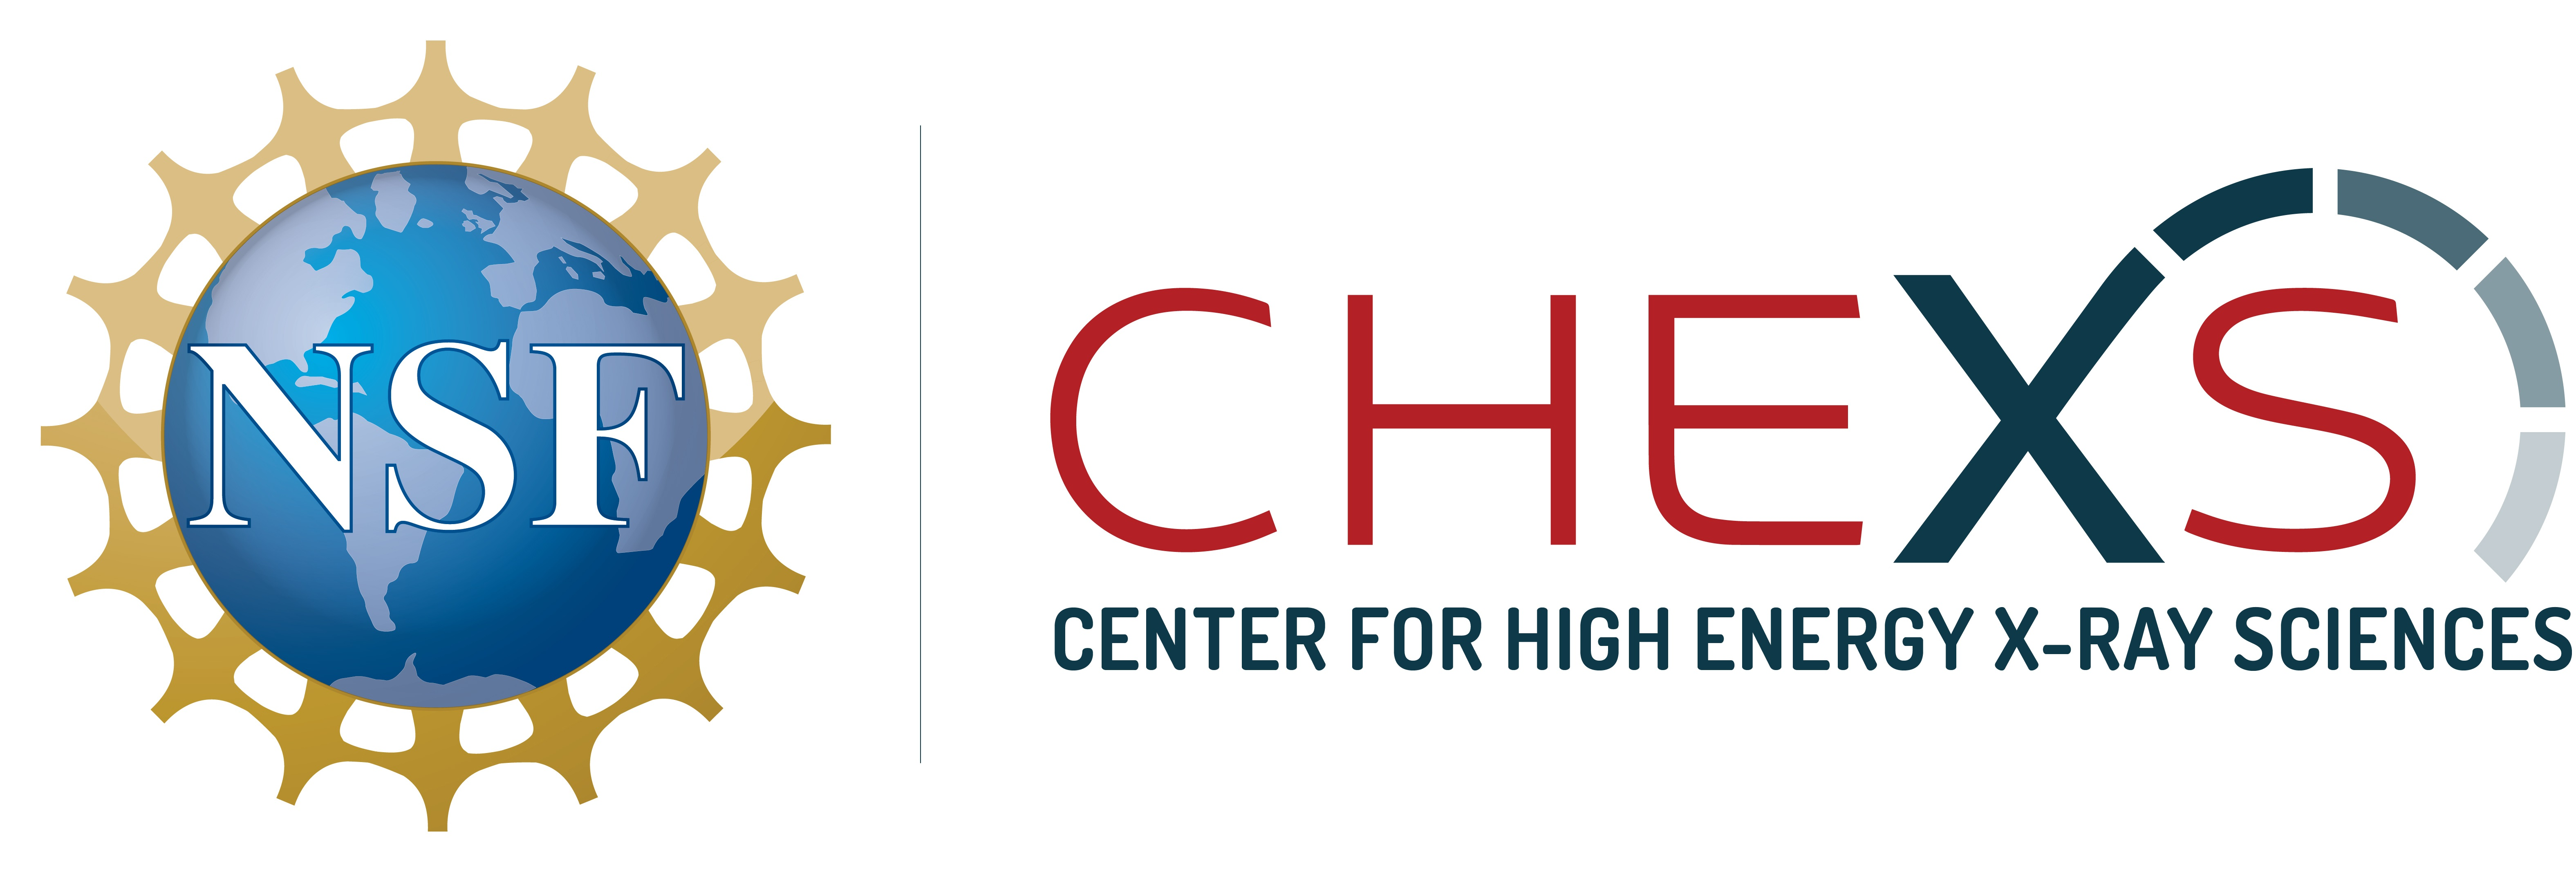 NSF
CHEXS
CENTER FOR HIGH ENERGY X-RAY SCIENCES